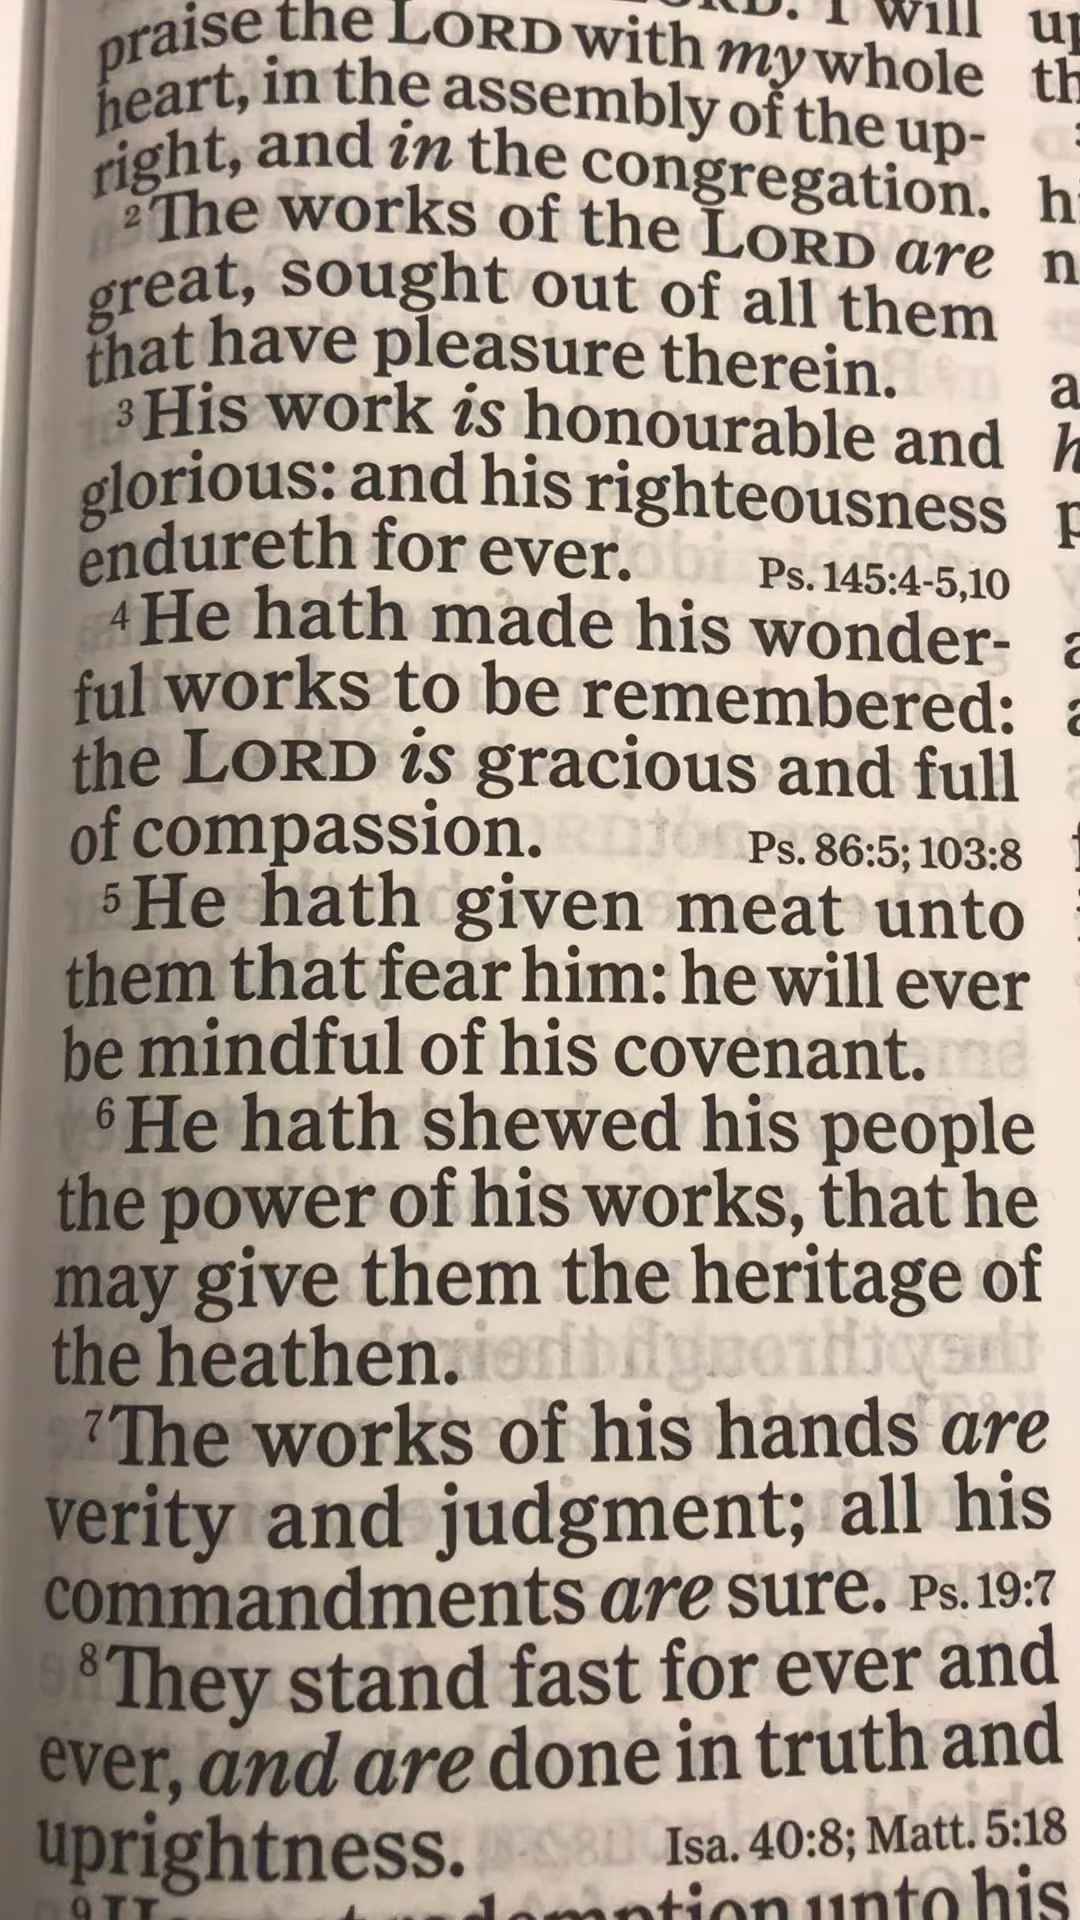 LORD. I will
praise the LORD with my whole
heart, in the assembly of the up-
right, and in the congregation.
2 The works of the LORD are
great, sought out of all them
that have pleasure therein.
3 His work is honourable and
glorious: and his righteousness
endureth for ever. Ps. 145:4-5,10
4 He hath made his wonder-
ful works to be remembered:
the LORD is gracious and full
of compassion. Ps. 86:5; 103:8
5 He hath given meat unto
them that fear him: he will ever
be mindful of his covenant.
6 He hath shewed his people
the power of his works, that he
may give them the heritage of
the heathen.
7 The works of his hands are
verity and judgment; all his
commandments are sure. Ps. 19:7
8 They stand fast for ever and
ever, and are done in truth and
uprightness. Isa. 40:8; Matt. 5:18
9 redemption unto his